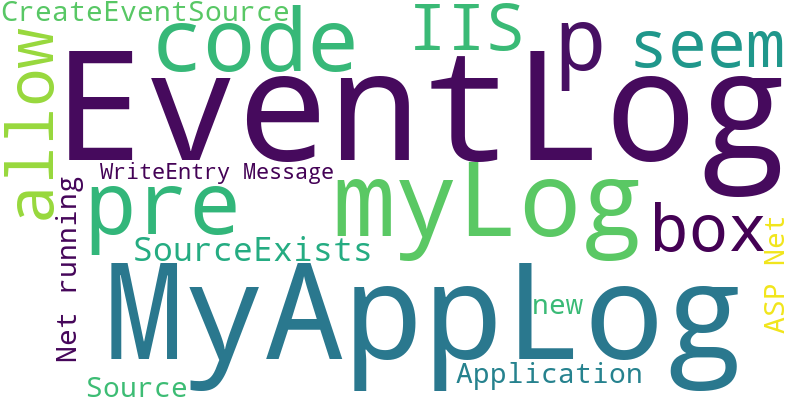 CreateEventSource
code
IIS
p
seem
allow
EventLog
WriteEntry Message
pre
myLog
box
Net running
SourceExists
ASP Net
MyAppLog
new
Application
Source